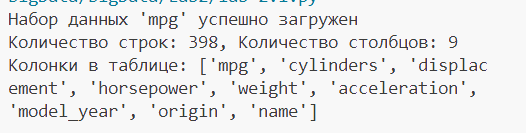 Набор данных 'mpg' успешно загружен
Количество строк: 398, Количество столбцов: 9
Колонки в таблице: ['mpg', 'cylinders', 'displac
ement', 'horsepower', 'weight', 'acceleration',
'model_year', 'origin', 'name']